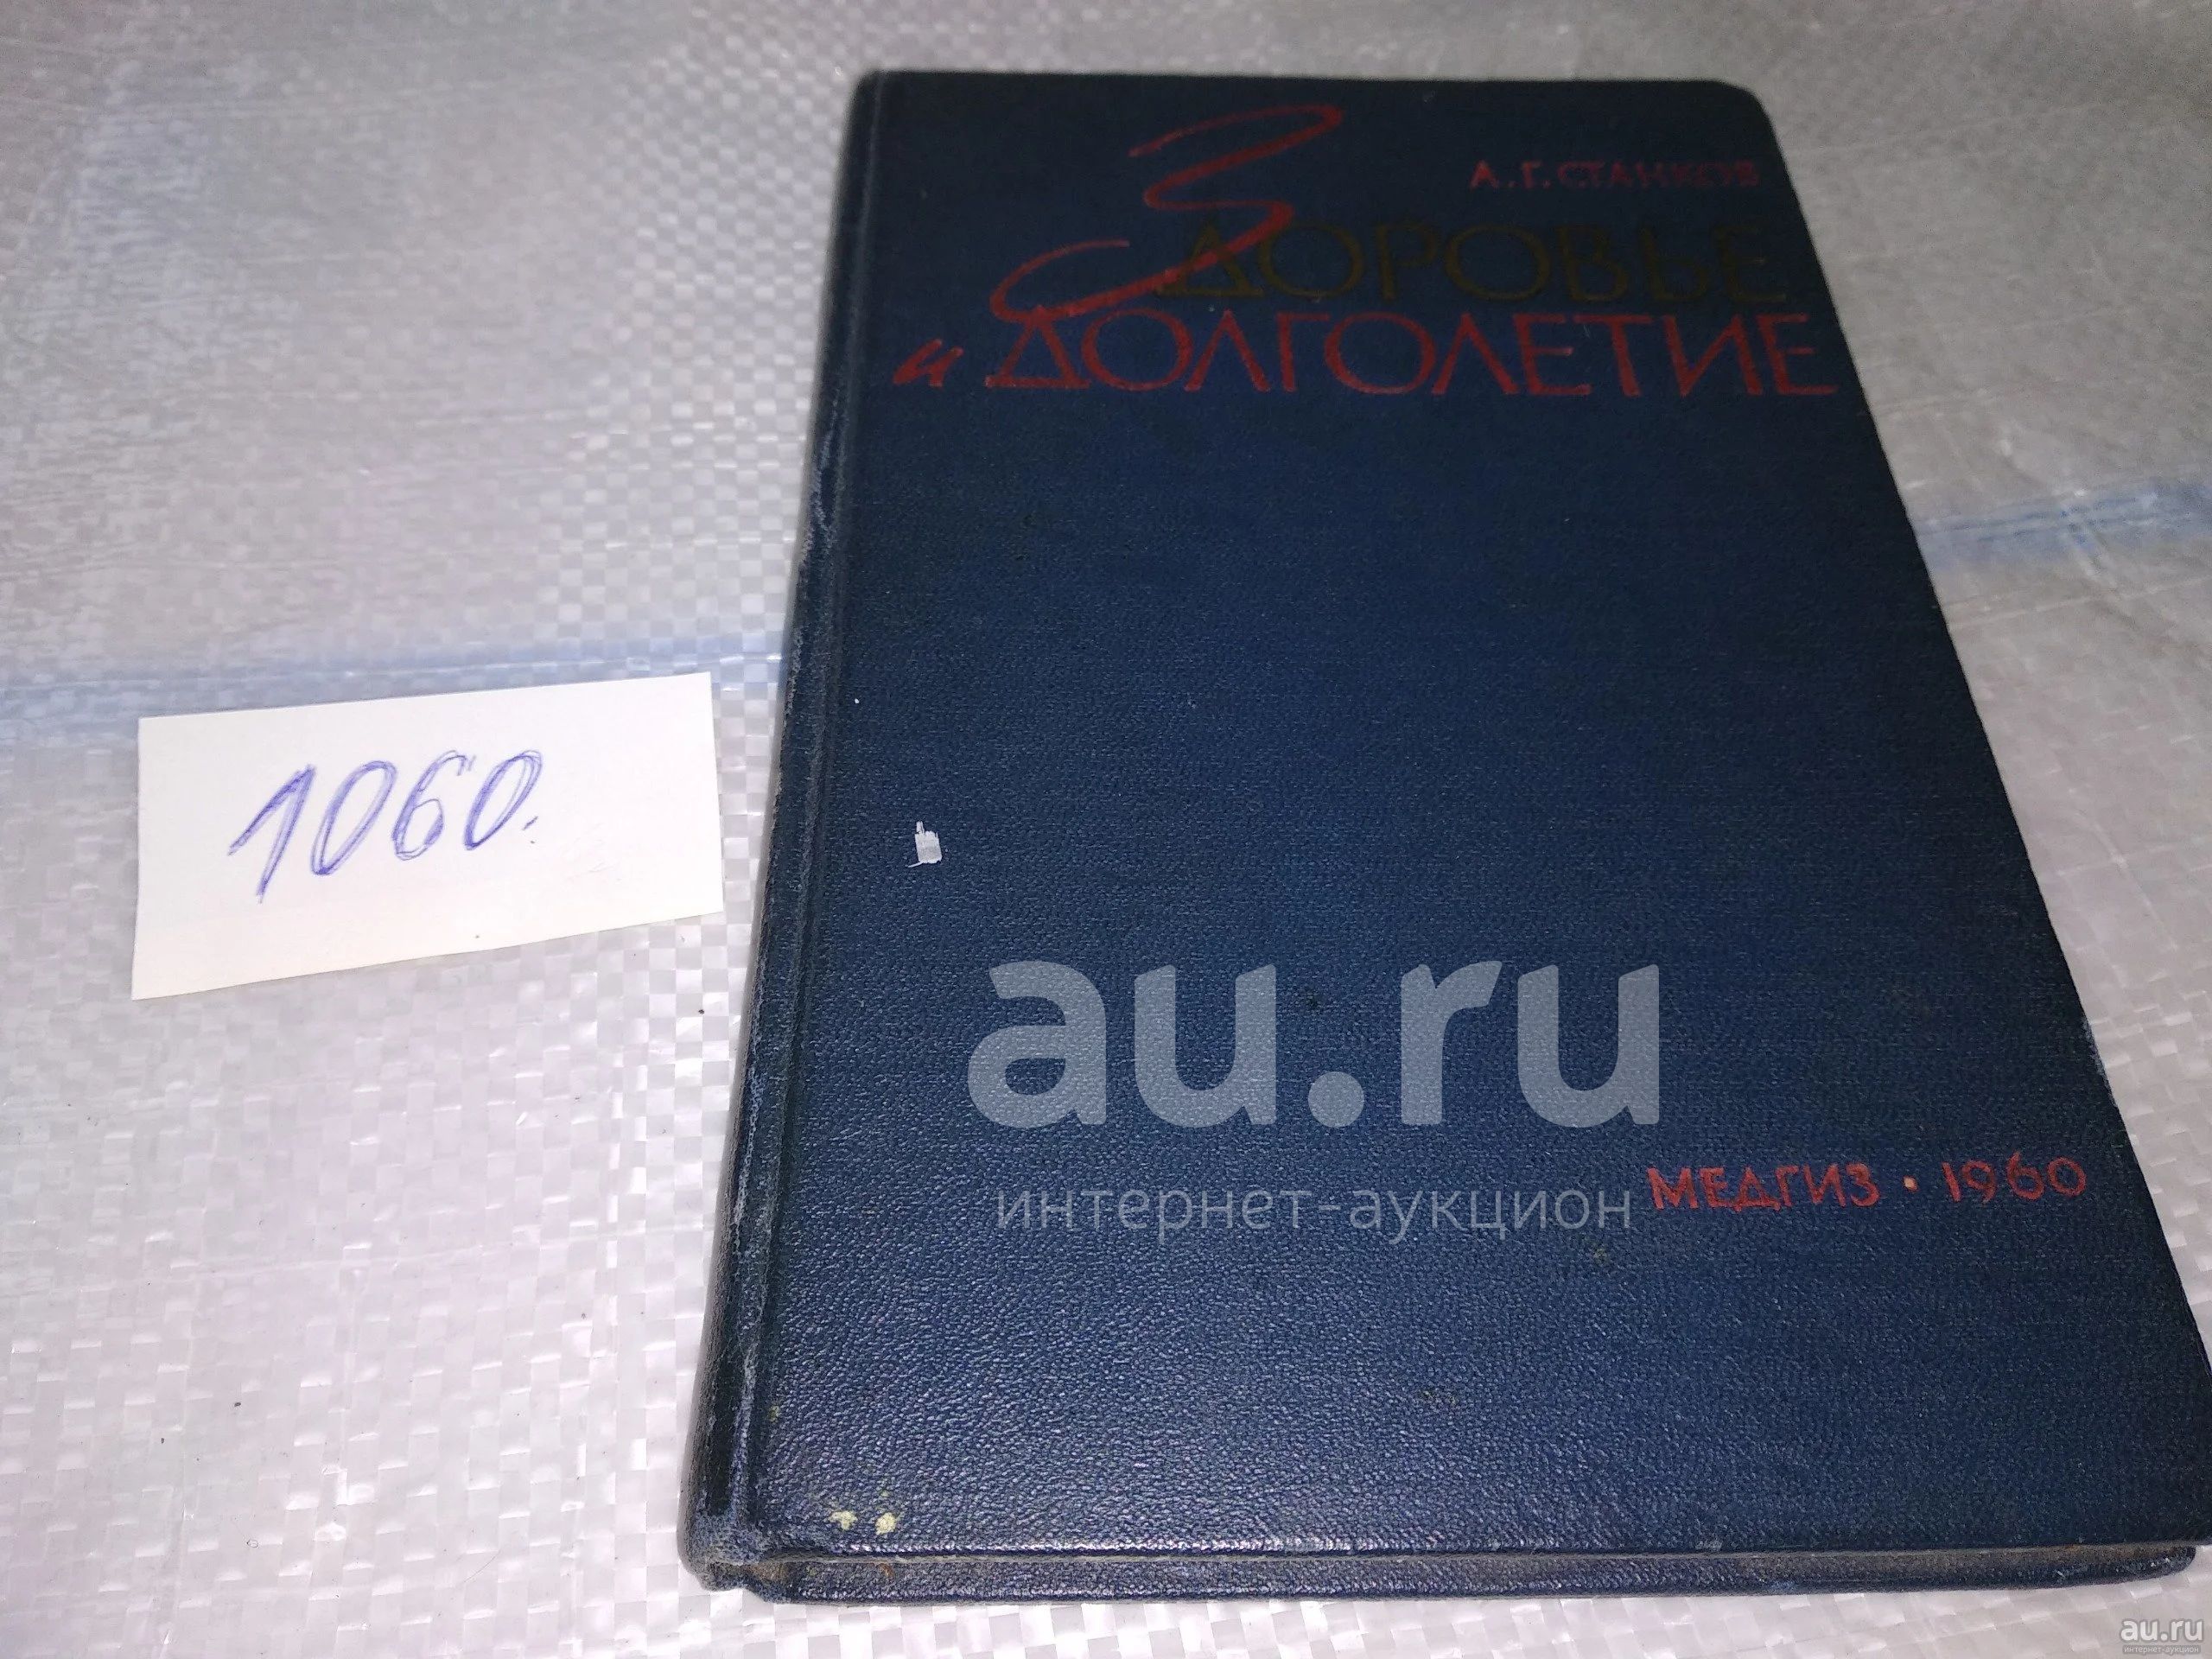 А.Г.СТАНКОВ
ЗДОРОВЬЕ
и ДОЛГОЛЕТИЕ
1060.
au.ru
интернет-аукцион
МЕДГИЗ • 1960
au.ru
интернет-аукцион